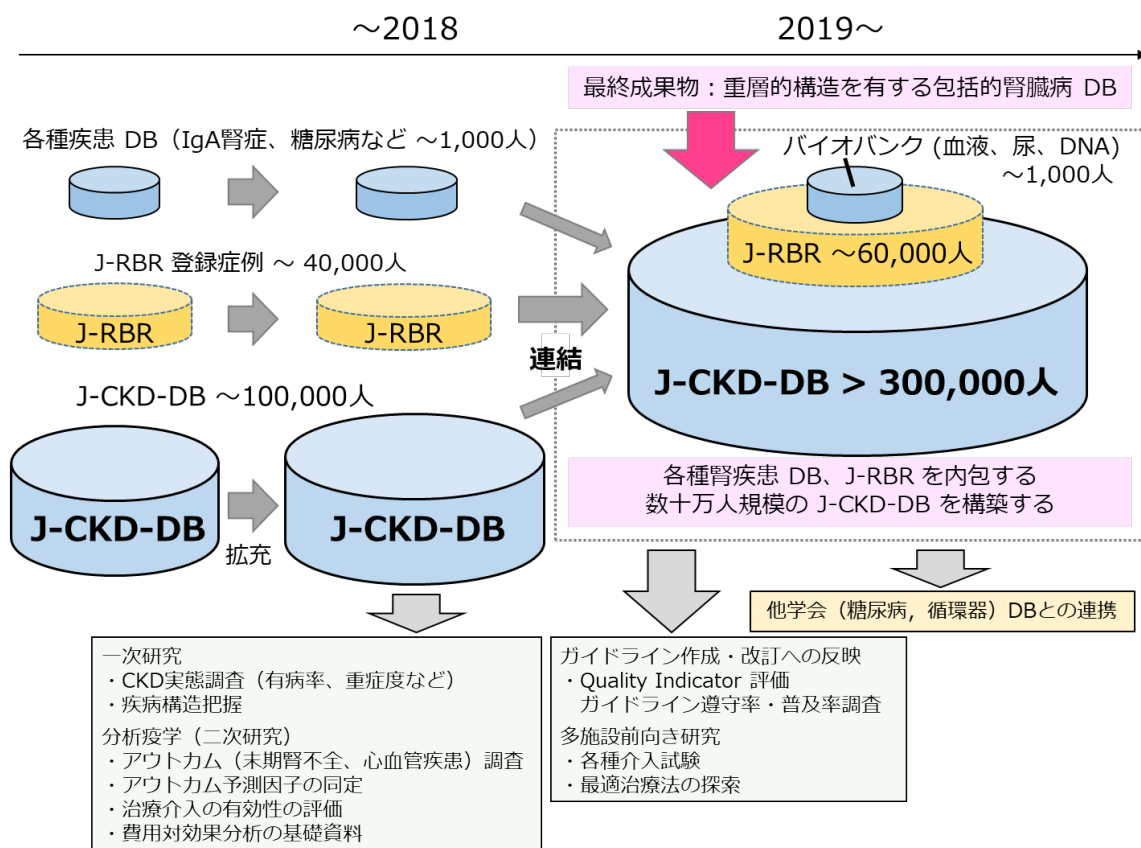 ～2018
2019～
最終成果物：重層的構造を有する包括的腎臓病 DB
各種疾患 DB（IgA腎症、糖尿病など ～1,000人）
バイオバンク (血液、尿、DNA)
～1,000人
J-RBR 登録症例 ～ 40,000人
J-RBR
J-RBR
J-RBR ～60,000人
連結
J-CKD-DB ～100,000人
J-CKD-DB > 300,000人
J-CKD-DB
拡充
J-CKD-DB
各種腎疾患 DB、J-RBR を内包する
数十万人規模の J-CKD-DB を構築する
他学会（糖尿病，循環器）DBとの連携
一次研究
・CKD実態調査（有病率、重症度など）
・疾病構造把握
分析疫学（二次研究）
・アウトカム（末期腎不全、心血管疾患）調査
・アウトカム予測因子の同定
・治療介入の有効性の評価
・費用対効果分析の基礎資料
ガイドライン作成・改訂への反映
・Quality Indicator 評価
ガイドライン遵守率・普及率調査
多施設前向き研究
・各種介入試験
・最適治療法の探索